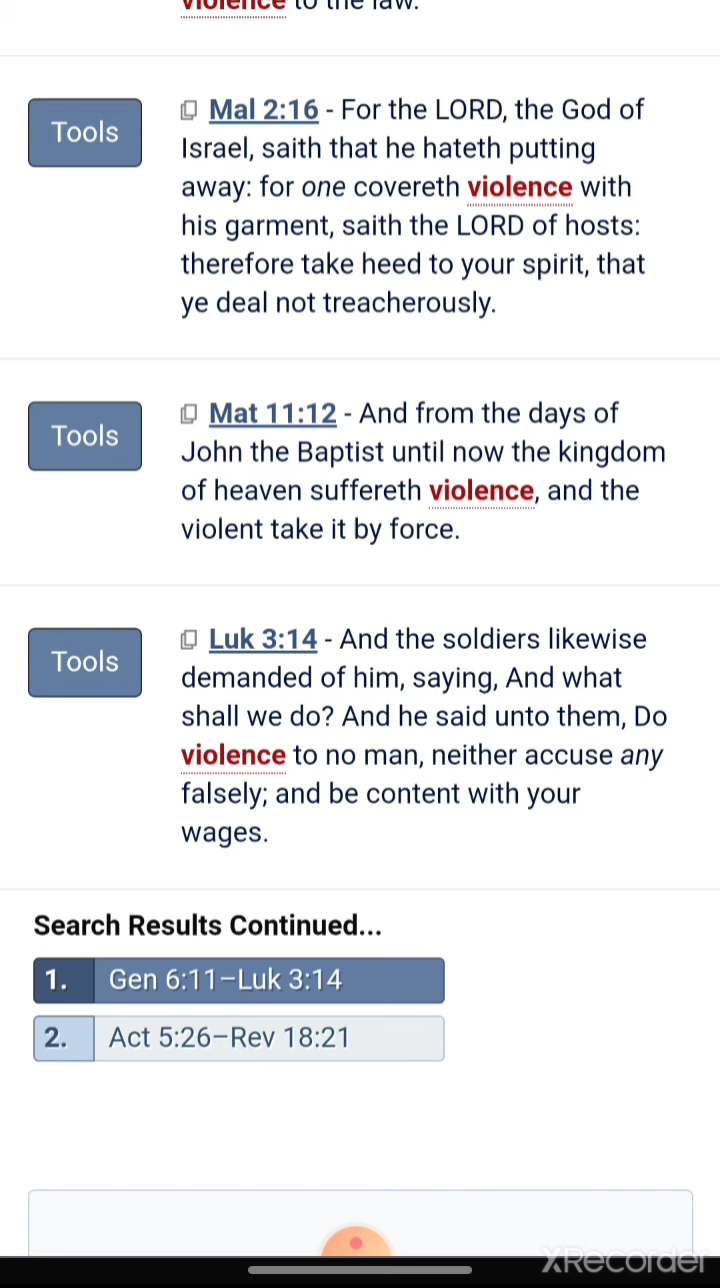 violence to the law.
Tools
Mal 2:16 - For the LORD, the God of
Israel, saith that he hateth putting
away: for one covereth violence with
his garment, saith the LORD of hosts:
therefore take heed to your spirit, that
ye deal not treacherously.
Tools
Mat 11:12 - And from the days of
John the Baptist until now the kingdom
of heaven suffereth violence, and the
violent take it by force.
Tools
Luk 3:14 - And the soldiers likewise
demanded of him, saying, And what
shall we do? And he said unto them, Do
violence to no man, neither accuse any
falsely; and be content with your
wages.
Search Results Continued...
1. Gen 6:11–Luk 3:14
2. Act 5:26–Rev 18:21
XRecorder